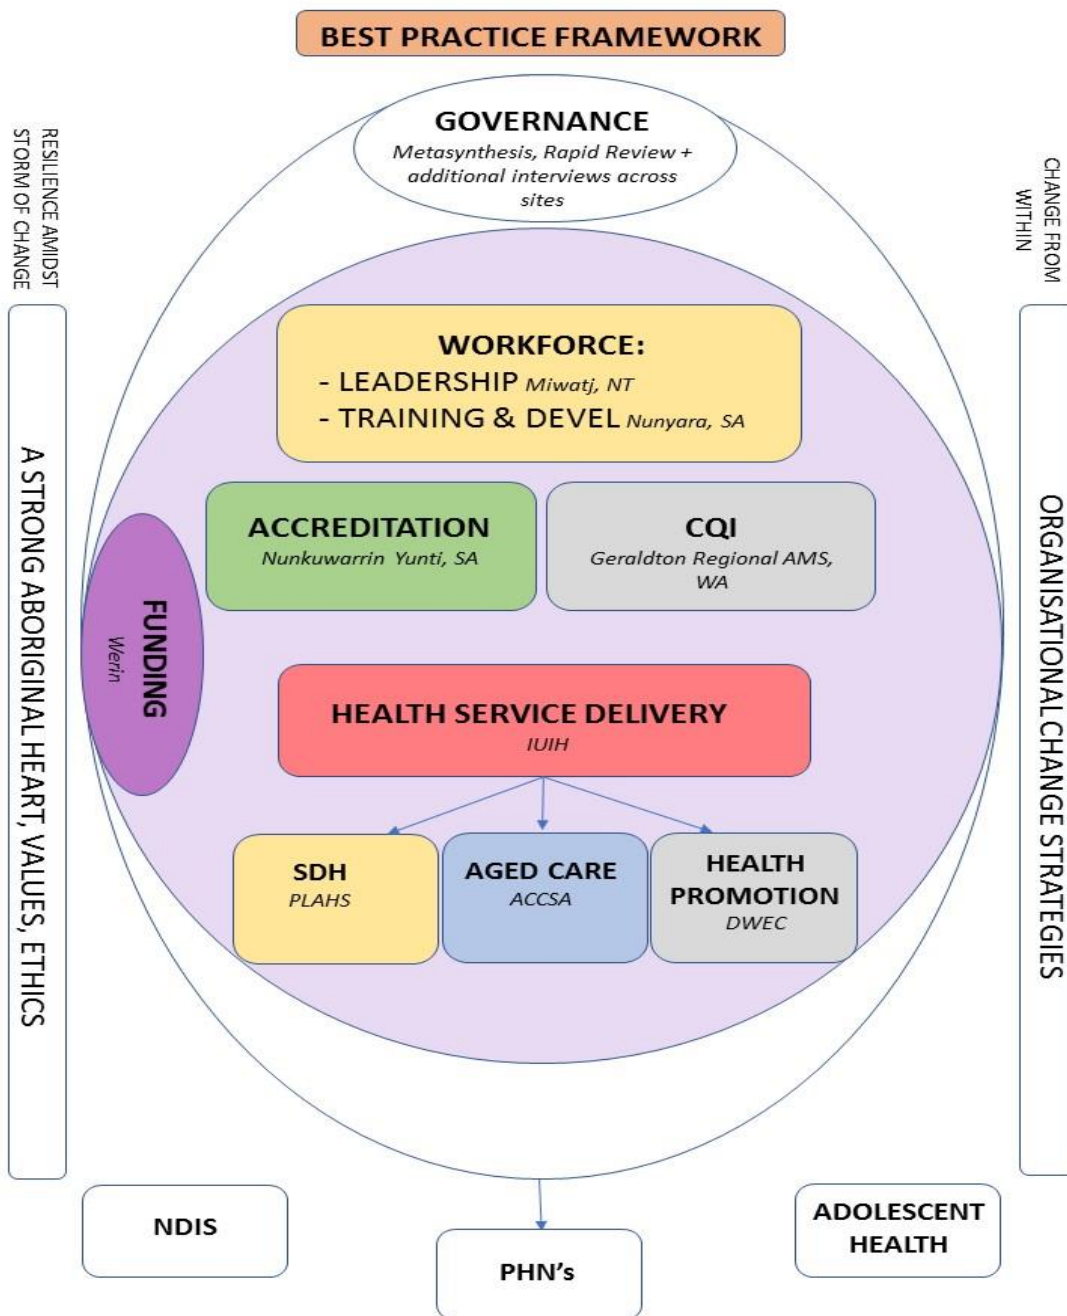 BEST PRACTICE FRAMEWORK
GOVERNANCE
Metasynthesis, Rapid Review +
additional interviews across
sites
RESILIENCE AMIDST
STORM OF CHANGE
CHANGE FROM
WITHIN
A STRONG ABORIGINAL HEART, VALUES, ETHICS
ORGANISATIONAL CHANGE STRATEGIES
WORKFORCE:
- LEADERSHIP Miwatj, NT
- TRAINING & DEVEL Nunyara, SA
ACCREDITATION
Nunkuwarrin Yunti, SA
CQI
Geraldton Regional AMS,
WA
FUNDING
Werin
HEALTH SERVICE DELIVERY
IUIH
SDH
PLAHS
AGED CARE
ACCSA
HEALTH
PROMOTION
DWEC
NDIS
PHN's
ADOLESCENT
HEALTH